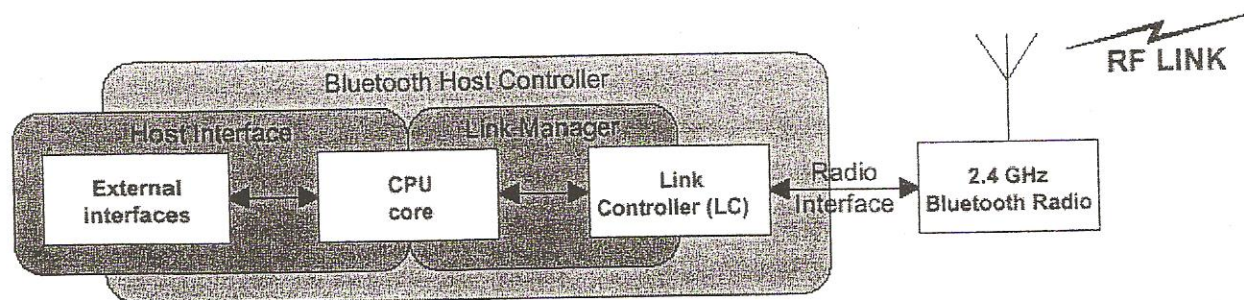 Bluetooth Host Controller
RF LINK
Host Interface
Link Manager
External
interfaces
CPU
core
Link
Controller (LC)
Radio
Interface
2.4 GHz
Bluetooth Radio